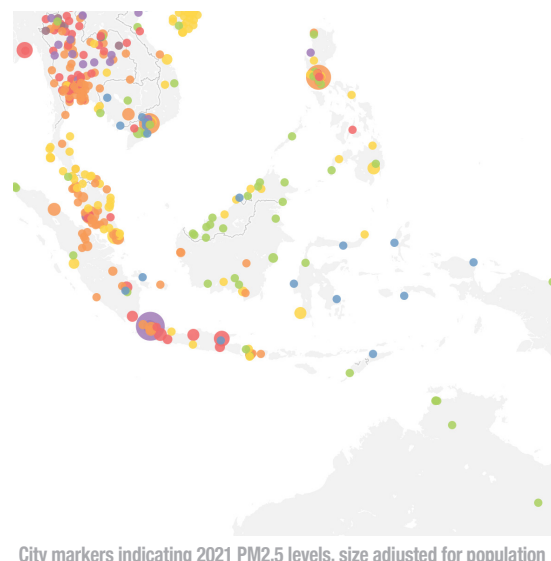 City markers indicating 2021 PM2.5 levels, size adjusted for population